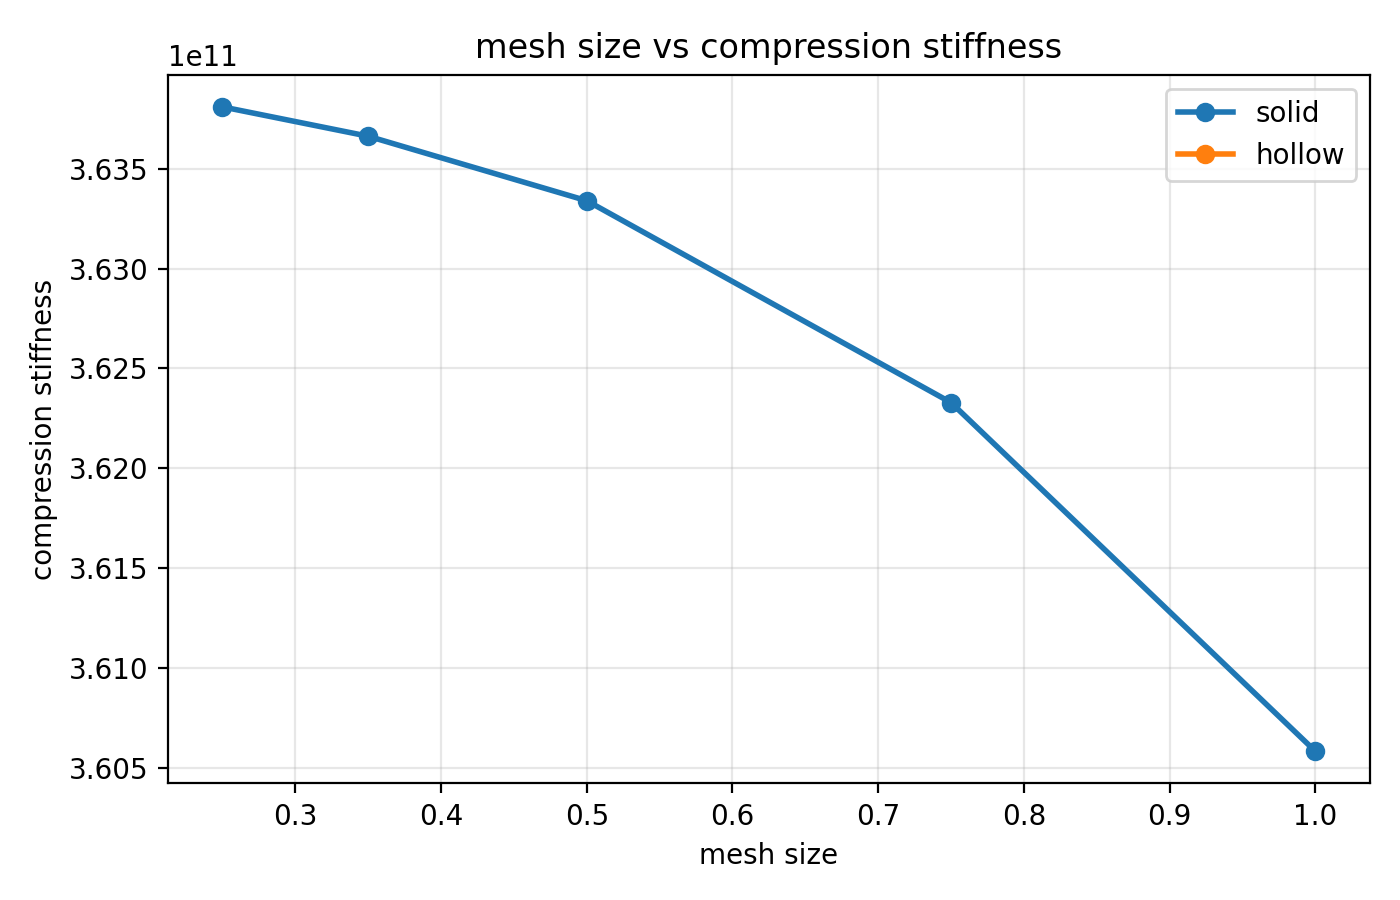 mesh size vs compression stiffness
1e11
solid
hollow
3.635
3.630
3.625
3.620
3.615
3.610
3.605
compression stiffness
0.3 0.4 0.5 0.6 0.7 0.8 0.9 1.0
mesh size